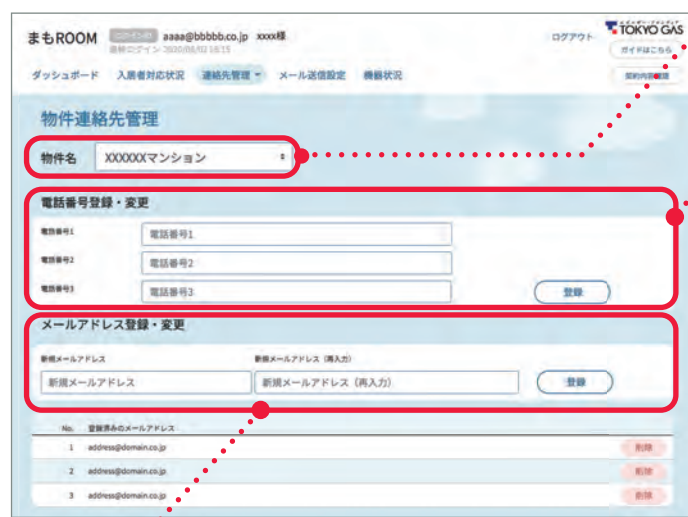 まもROOM ログインID aaaa@bbbbb.co.jp xxxx様 ログアウト
TOKYO GAS
ガイドはこちら
ダッシュボード 入居者対応状況 連絡先管理 メール送信設定 機器状況
物件連絡先管理
物件名 XXXXXXマンション
電話番号登録・変更
電話番号1 電話番号1
電話番号2 電話番号2
電話番号3 電話番号3 登録
メールアドレス登録・変更
新規メールアドレス 新規メールアドレス（再入力）
新規メールアドレス 新規メールアドレス（再入力） 登録
No. 登録済みのメールアドレス
1 address@domain.co.jp 削除
2 address@domain.co.jp 削除
3 address@domain.co.jp 削除